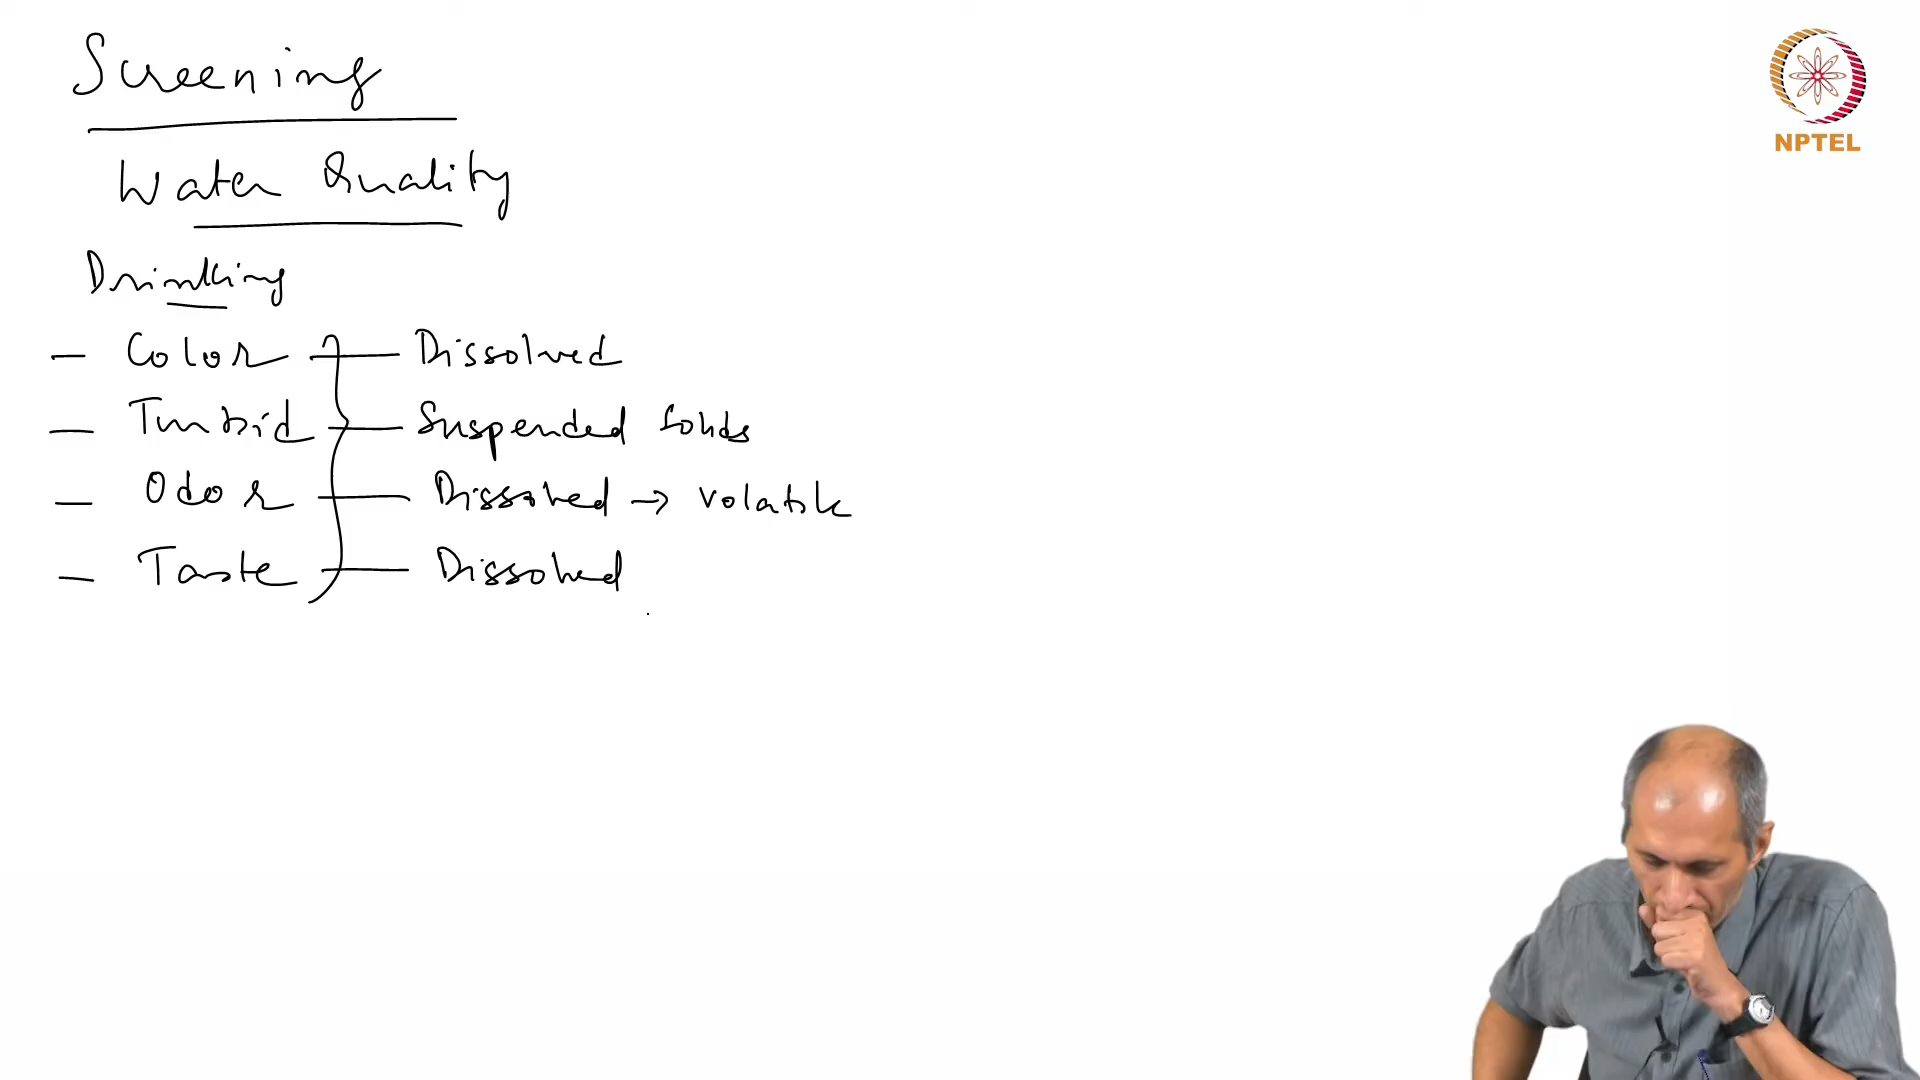 Screening
Water Quality
Drinking
— Color — Dissolved
— Turbid — Suspended Solids
— Odor — Dissolved → volatile
— Taste — Dissolved
NPTEL